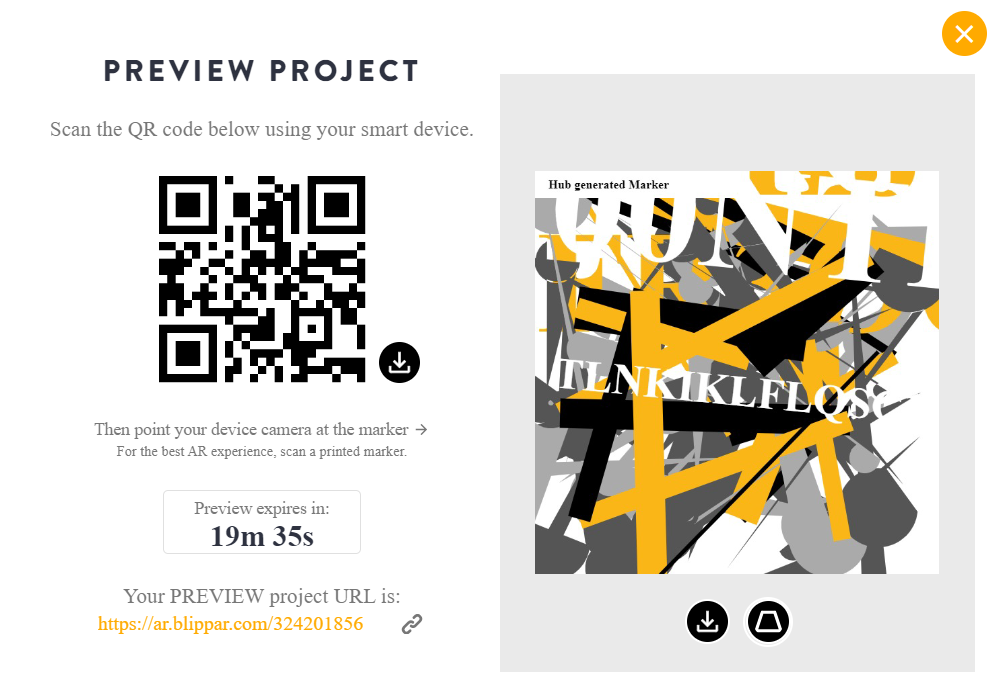 PREVIEW PROJECT
Scan the QR code below using your smart device.
Then point your device camera at the marker →
For the best AR experience, scan a printed marker.
Preview expires in:
19m 35s
Your PREVIEW project URL is:
https://ar.blippar.com/324201856
Hub generated Marker
TLNKIKLFLQS